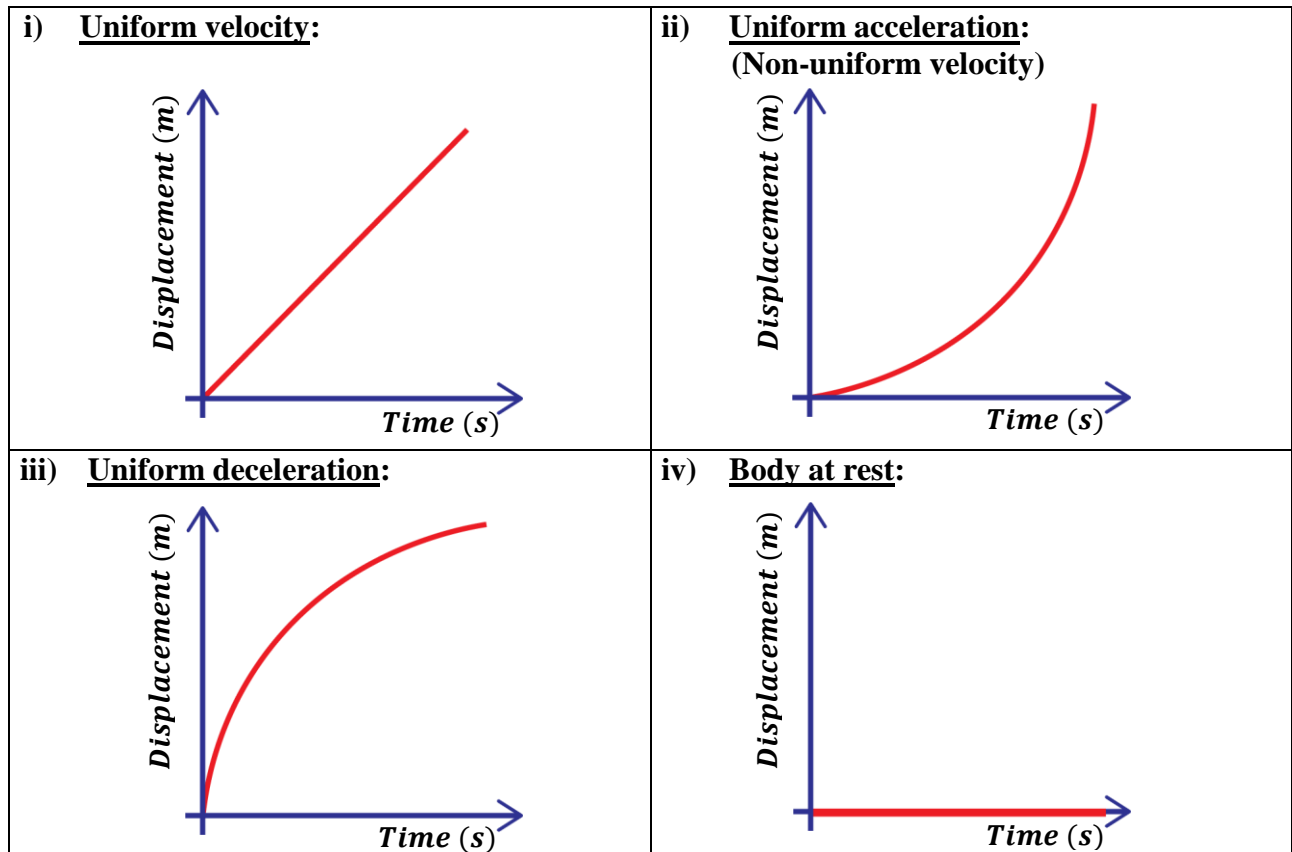 i) Uniform velocity:
Displacement (m)
Time (s)
ii) Uniform acceleration:
(Non-uniform velocity)
Displacement (m)
Time (s)
iii) Uniform deceleration:
Displacement (m)
Time (s)
iv) Body at rest:
Displacement (m)
Time (s)